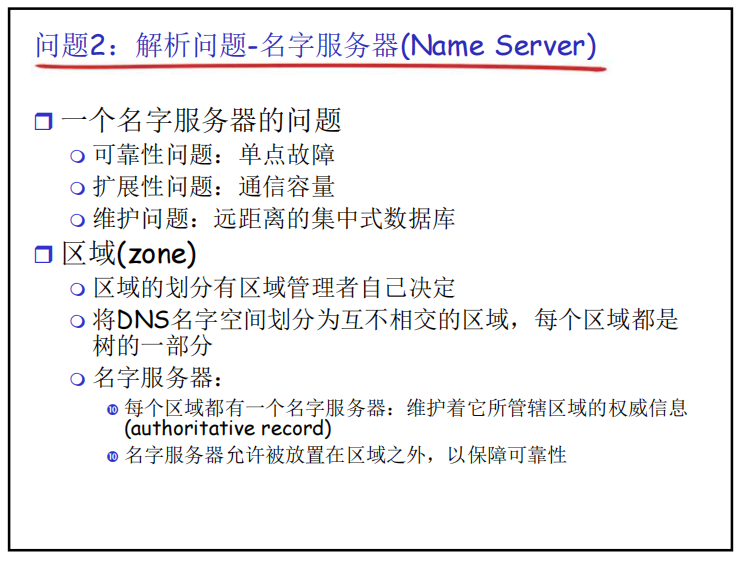 问题2：解析问题-名字服务器(Name Server)
一个名字服务器的问题
可靠性问题：单点故障
扩展性问题：通信容量
维护问题：远距离的集中式数据库
区域(zone)
区域的划分有区域管理者自己决定
将DNS名字空间划分为互不相交的区域，每个区域都是
树的一部分
名字服务器：
⑩ 每个区域都有一个名字服务器：维护着它所管辖区域的权威信息
(authoritative record)
⑩ 名字服务器允许被放置在区域之外，以保障可靠性